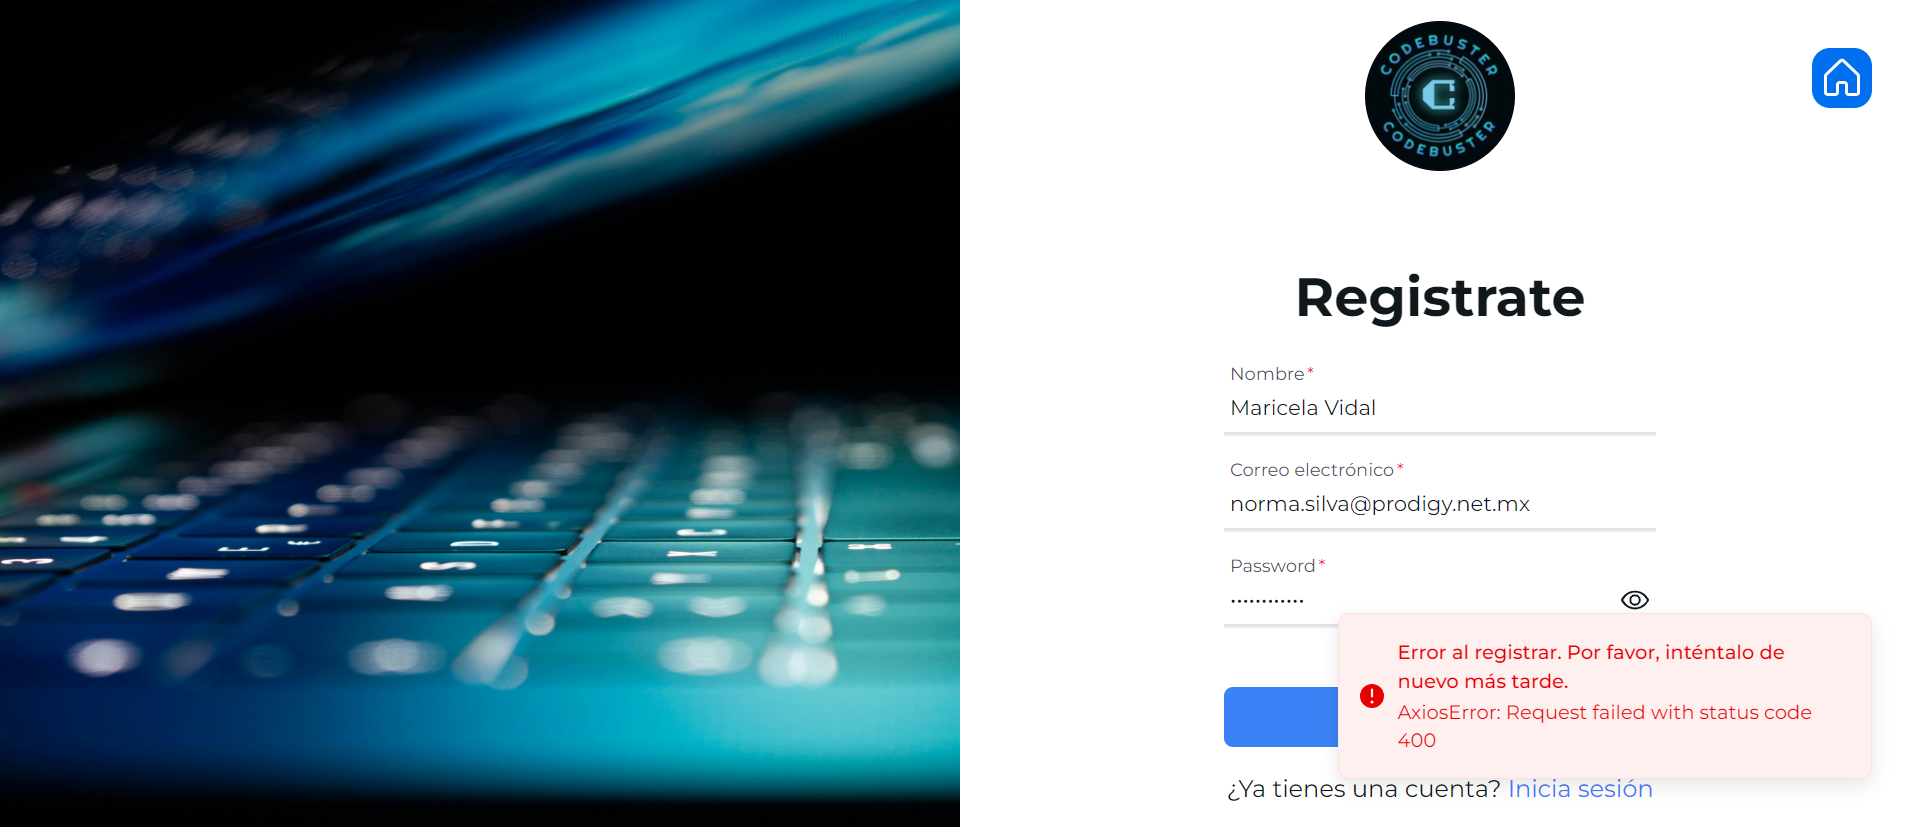 CODEBUSTER
C
CODEBUSTER
Registrate
Nombre*
Maricela Vidal
Correo electrónico*
norma.silva@prodigy.net.mx
Password*
••••••••••••
Error al registrar. Por favor, inténtalo de
nuevo más tarde.
AxiosError: Request failed with status code
400
¿Ya tienes una cuenta? Inicia sesión